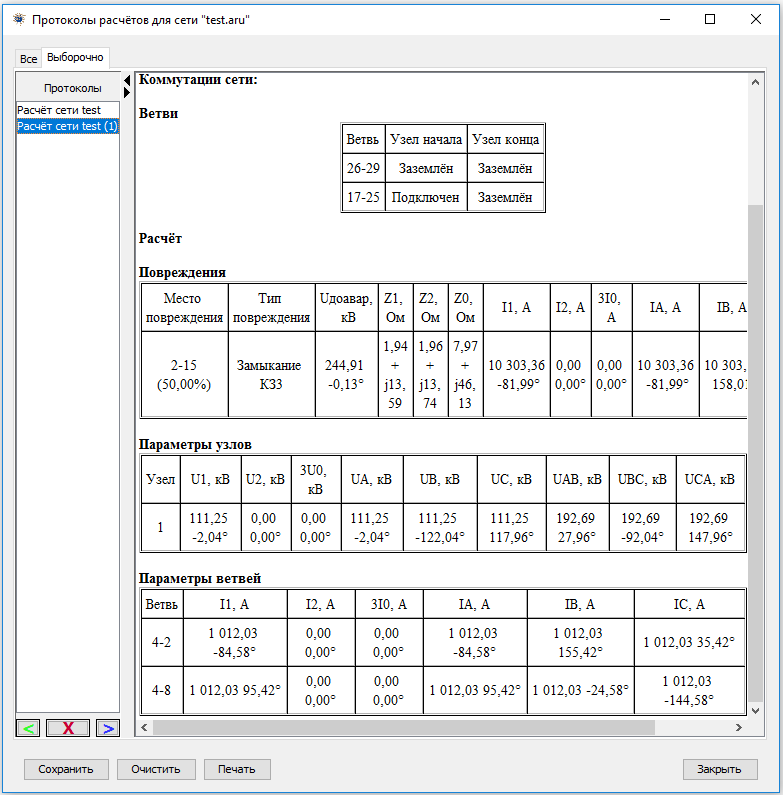 Протоколы расчётов для сети "test.aru"
Все Выборочно
Протоколы
Расчёт сети test
Расчёт сети test (1)
Коммутации сети:
Ветви
Ветвь Узел начала Узел конца
26-29 Заземлён Заземлён
17-25 Подключен Заземлён
Расчёт
Повреждения
Место Тип Uдоавар, Z1, Z2, Z0, I1, А I2, А 3I0, IA, А IB, А
повреждения повреждения кВ Ом Ом Ом А
1,94 1,96 7,97
2-15 Замыкание 244,91 + + + 10 303,36 0,00 0,00 10 303,36 10 303,
(50,00%) КЗ3 -0,13° j13, j13, j46, -81,99° 0,00° 0,00° -81,99° 158,01
59 74 13
Параметры узлов
Узел U1, кВ U2, кВ 3U0, кВ UA, кВ UB, кВ UC, кВ UAB, кВ UBC, кВ UCA, кВ
1 111,25 0,00 0,00 111,25 111,25 111,25 192,69 192,69 192,69
-2,04° 0,00° 0,00° -2,04° -122,04° 117,96° 27,96° -92,04° 147,96°
Параметры ветвей
Ветвь I1, А I2, А 3I0, А IA, А IB, А IC, А
4-2 1 012,03 0,00 0,00 1 012,03 1 012,03 1 012,03 35,42°
-84,58° 0,00° 0,00° -84,58° 155,42°
4-8 1 012,03 95,42° 0,00 0,00 1 012,03 95,42° 1 012,03 -24,58° 1 012,03
0,00° 0,00° -144,58°
< X >
Сохранить Очистить Печать Закрыть